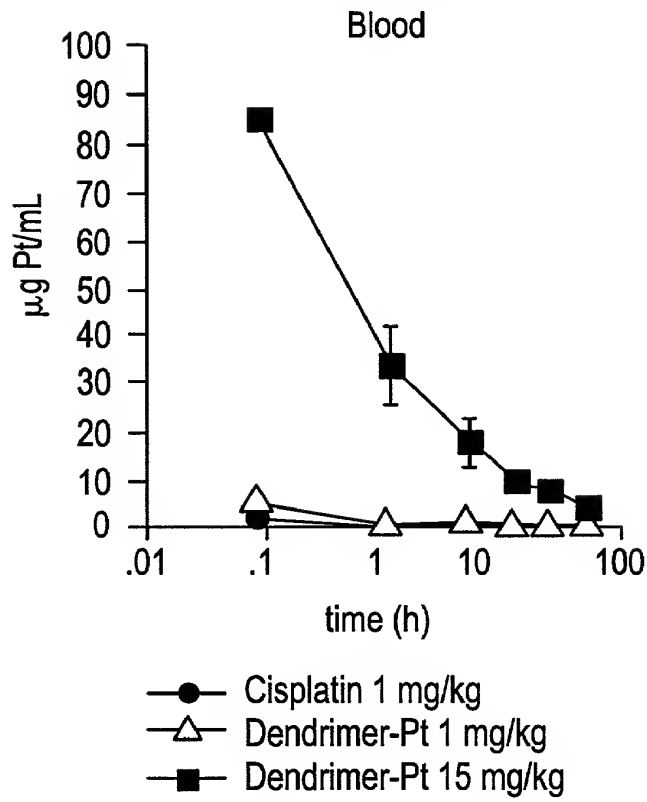 Blood
100
90
80
70
60
50
40
30
20
10
0
µg Pt/mL
.01 .1 1 10 100
time (h)
Cisplatin 1 mg/kg
Dendrimer-Pt 1 mg/kg
Dendrimer-Pt 15 mg/kg